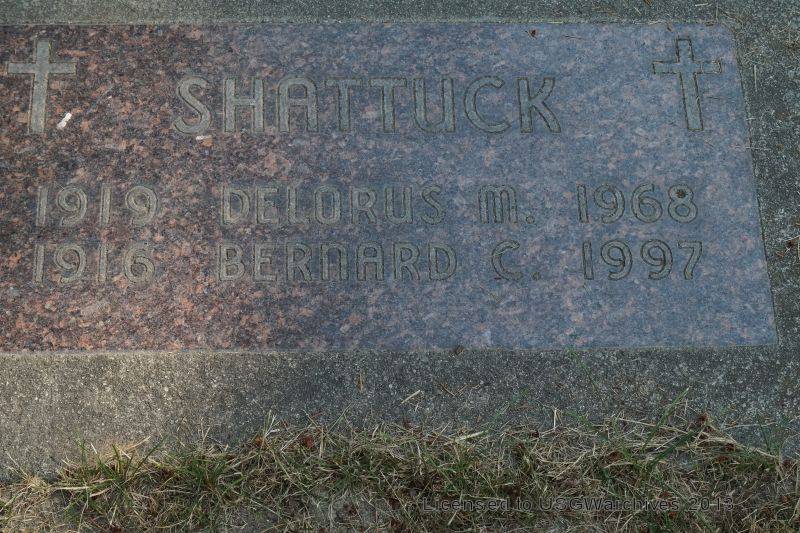 SHATTUCK
1919 DELORUS M. 1968
1916 BERNARD C. 1997
Licensed to USGWarchives 2013